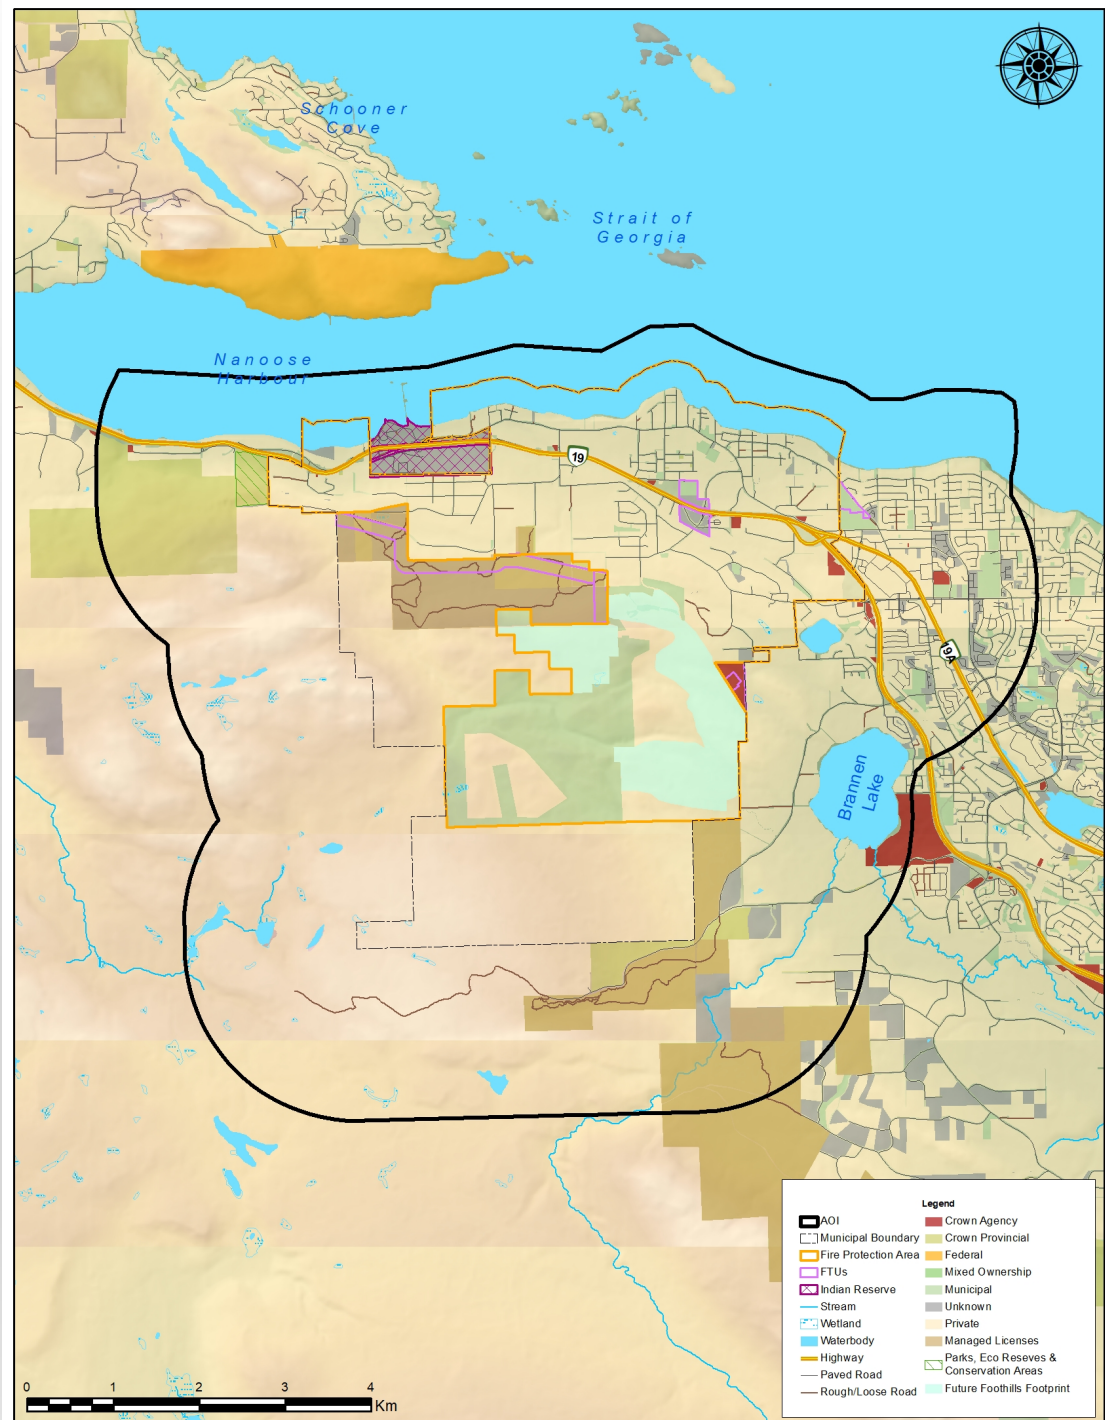 Schooner
Cove
Strait of
Georgia
Nanoose
Harbour
19
19A
Brannen
Lake
Legend
AOI
Municipal Boundary
Fire Protection Area
FTUs
Indian Reserve
Stream
Wetland
Waterbody
Highway
Paved Road
Rough/Loose Road
Crown Agency
Crown Provincial
Federal
Mixed Ownership
Municipal
Unknown
Private
Managed Licenses
Parks, Eco Reseves &
Conservation Areas
Future Foothills Footprint
0 1 2 3 4
Km